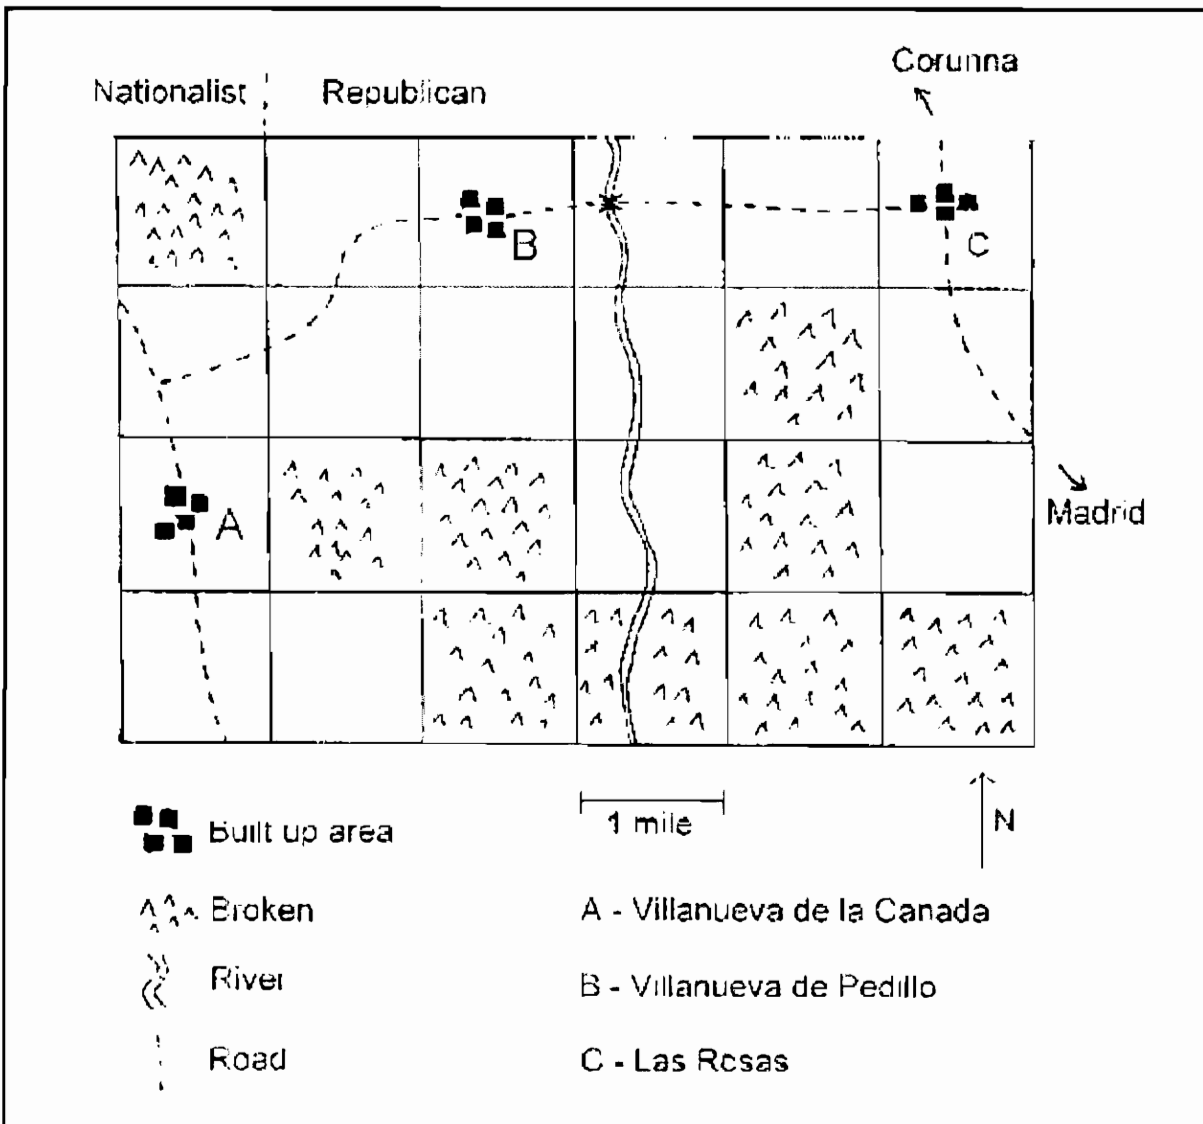 Corunna
Nationalist Republican
B
C
A
Madrid
1 mile
N
Built up area
Broken
River
Road
A - Villanueva de la Canada
B - Villanueva de Pedillo
C - Las Rosas